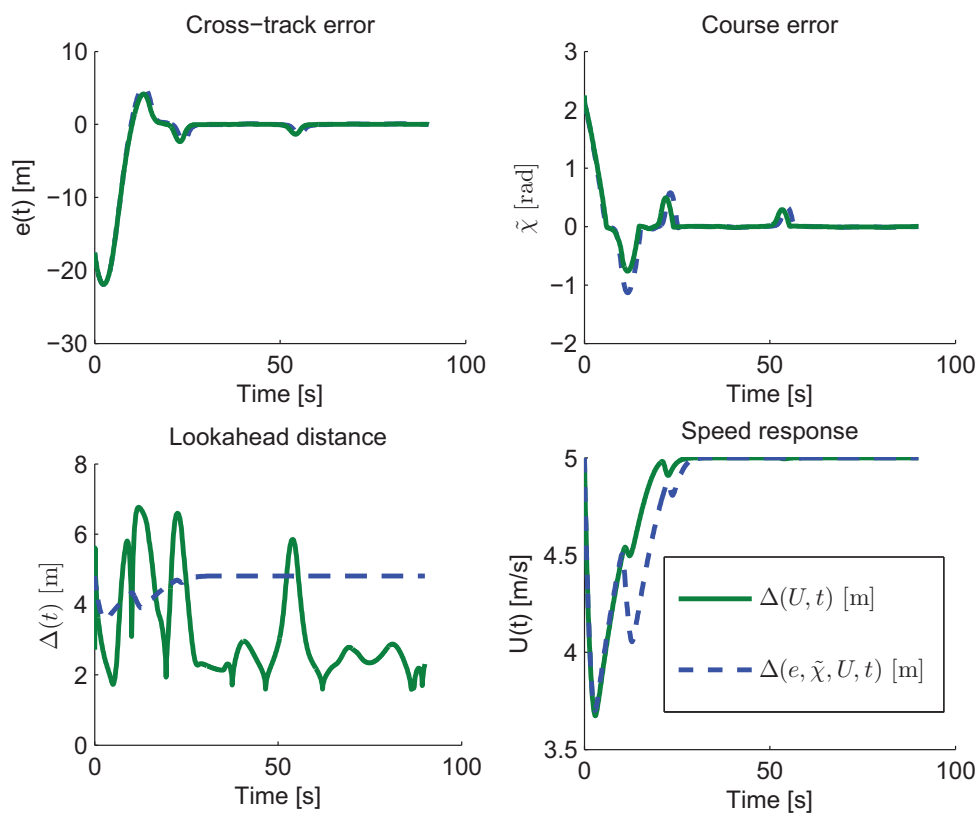 Cross−track error
10
0
−10
−20
−30
e(t) [m]
0
50
100
Time [s]
Course error
3
2
1
0
−1
−2
χ̃ [rad]
0
50
100
Time [s]
Lookahead distance
8
6
4
2
0
Δ(t) [m]
0
50
100
Time [s]
Speed response
5
4.5
4
3.5
U(t) [m/s]
0
50
100
Time [s]
Δ(U, t) [m]
Δ(e, χ̃, U, t) [m]